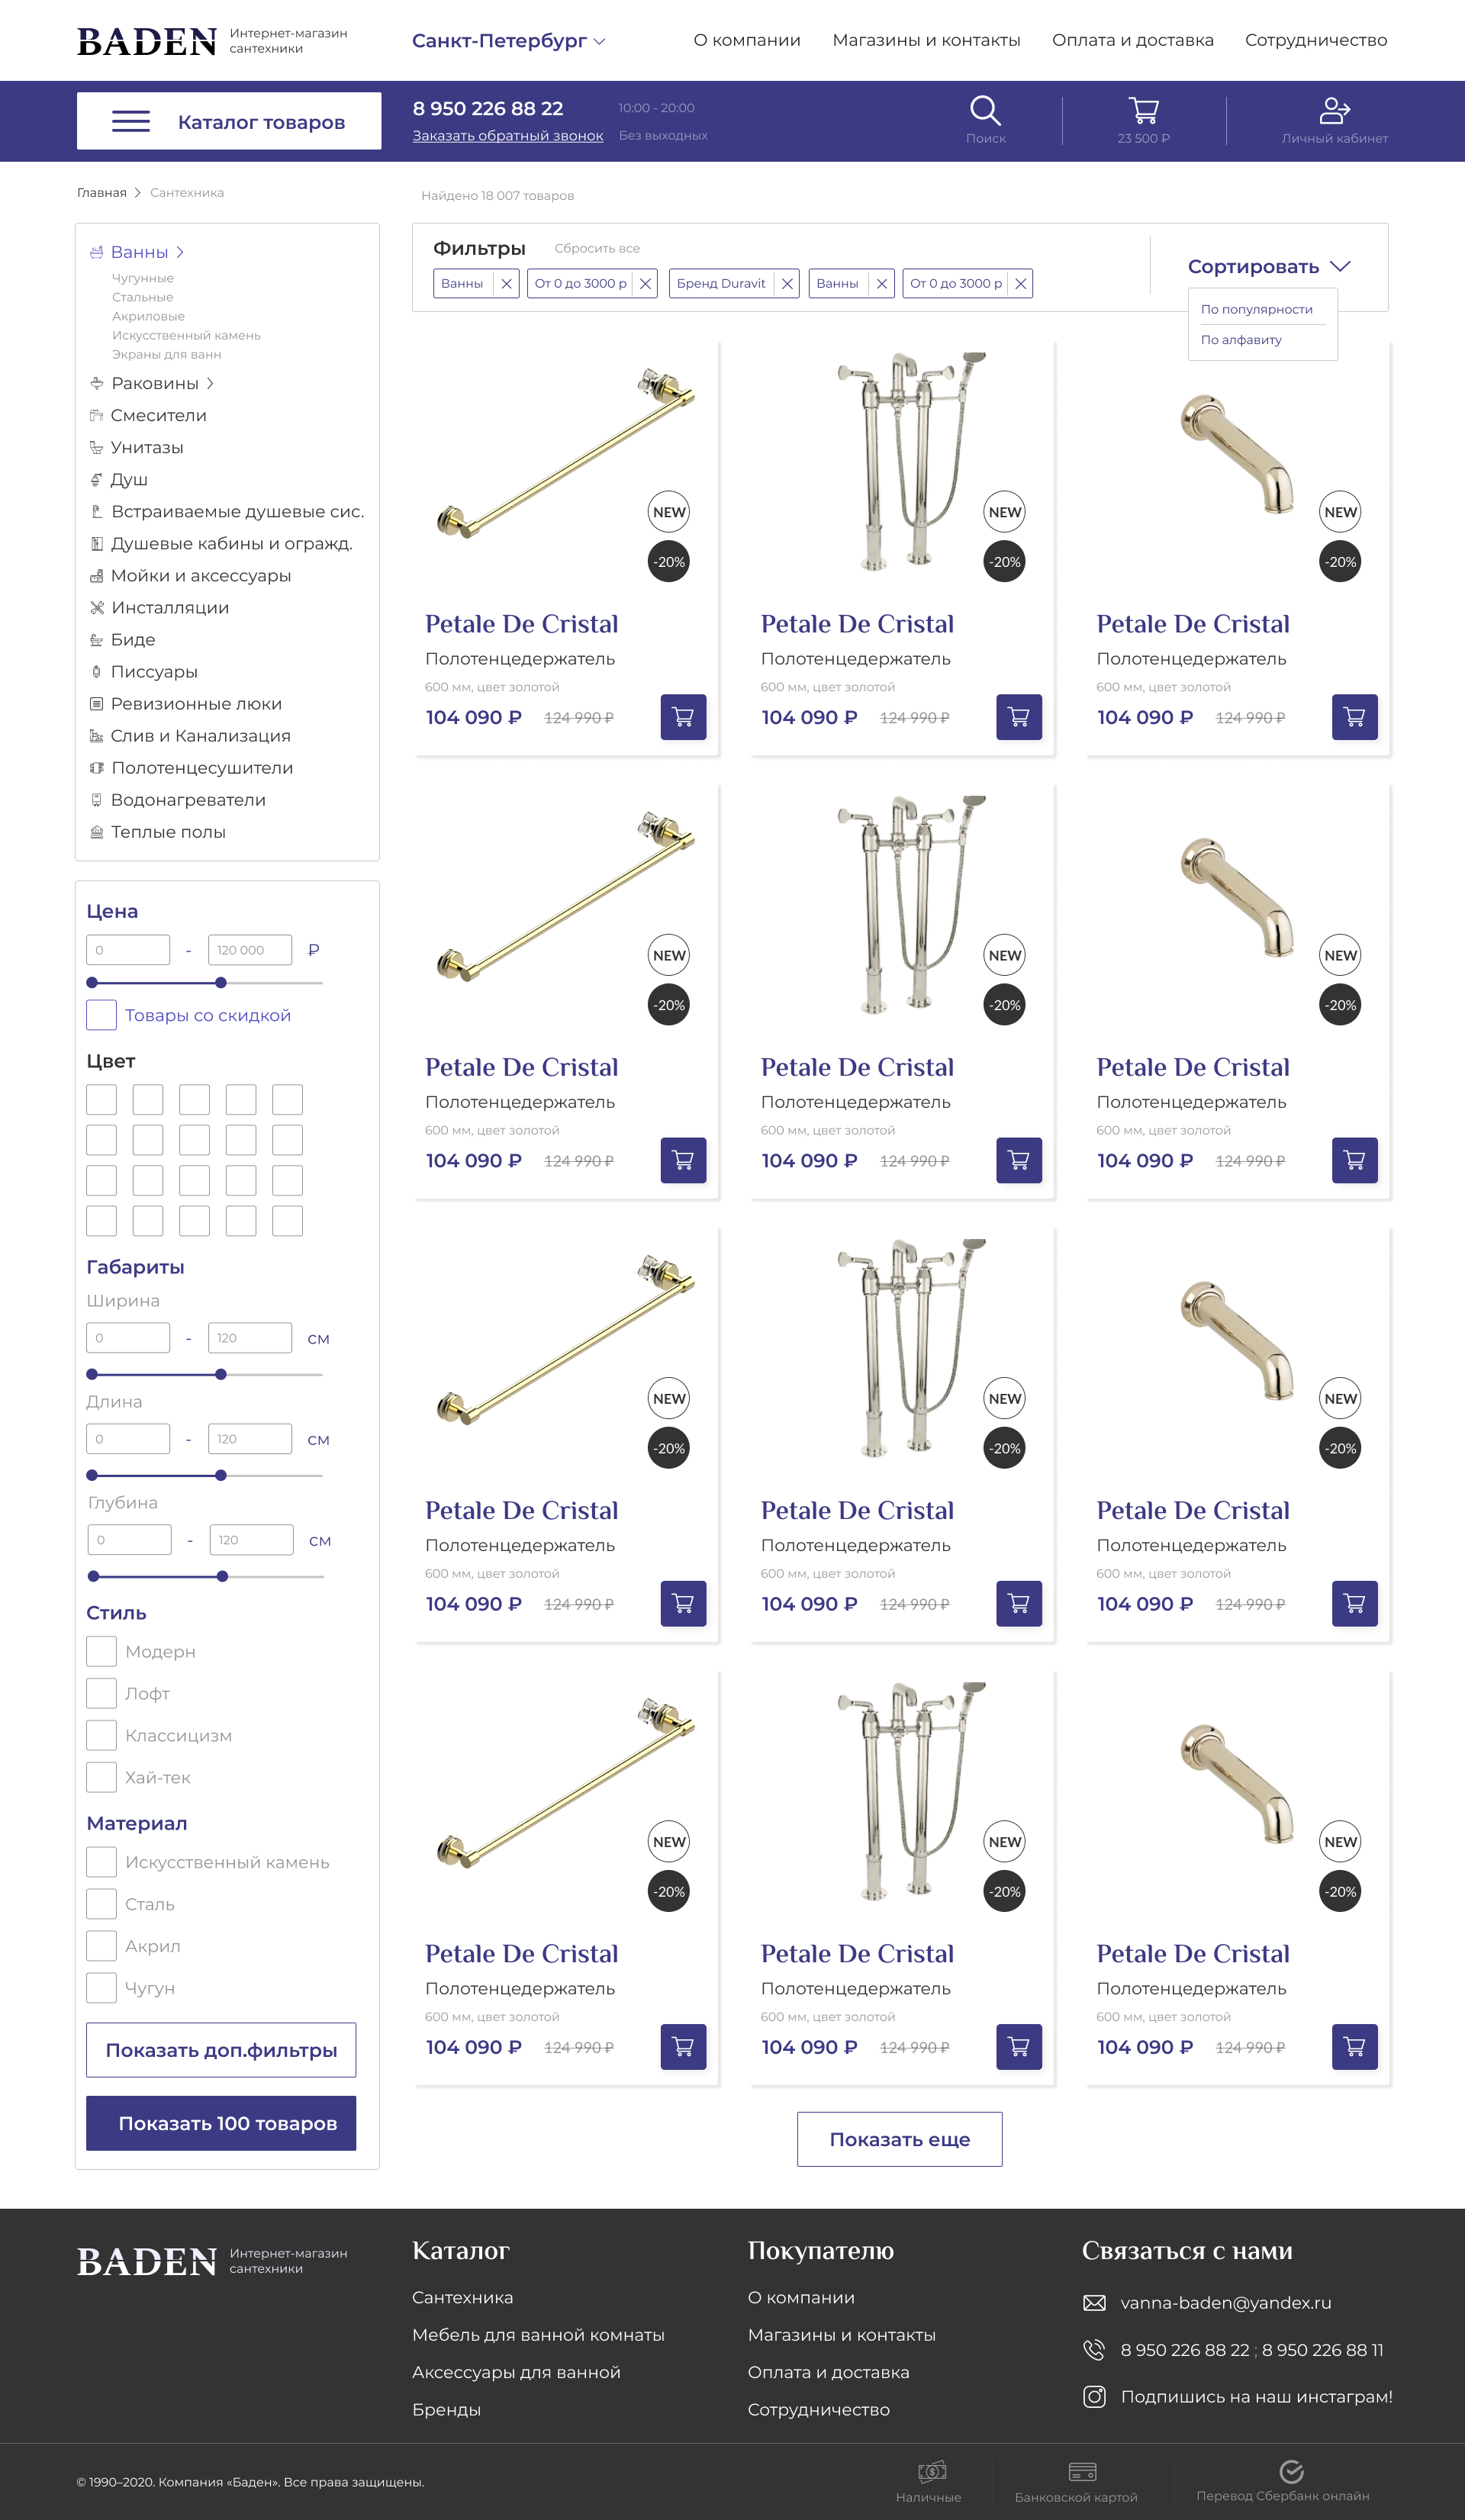 BADEN
Интернет-магазин
сантехники
Санкт-Петербург
О компании
Магазины и контакты
Оплата и доставка
Сотрудничество
Каталог товаров
8 950 226 88 22
10:00 - 20:00
Заказать обратный звонок
Без выходных
Поиск
23 500 ₽
Личный кабинет
Главная
Сантехника
Найдено 18 007 товаров
Ванны
Чугунные
Стальные
Акриловые
Искусственный камень
Экраны для ванн
Раковины
Смесители
Унитазы
Душ
Встраиваемые душевые сис.
Душевые кабины и огражд.
Мойки и аксессуары
Инсталляции
Биде
Писсуары
Ревизионные люки
Слив и Канализация
Полотенцесушители
Водонагреватели
Теплые полы
Цена
0
-
120 000
₽
Товары со скидкой
Цвет
Габариты
Ширина
0
-
120
см
Длина
0
-
120
см
Глубина
0
-
120
см
Стиль
Модерн
Лофт
Классицизм
Хай-тек
Материал
Искусственный камень
Сталь
Акрил
Чугун
Показать доп.фильтры
Показать 100 товаров
Фильтры
Сбросить все
Ванны
От 0 до 3000 р
Бренд Duravit
Ванны
От 0 до 3000 р
Сортировать
По популярности
По алфавиту
NEW
-20%
Petale De Cristal
Полотенцедержатель
600 мм, цвет золотой
104 090 ₽
124 990 ₽
NEW
-20%
Petale De Cristal
Полотенцедержатель
600 мм, цвет золотой
104 090 ₽
124 990 ₽
NEW
-20%
Petale De Cristal
Полотенцедержатель
600 мм, цвет золотой
104 090 ₽
124 990 ₽
NEW
-20%
Petale De Cristal
Полотенцедержатель
600 мм, цвет золотой
104 090 ₽
124 990 ₽
NEW
-20%
Petale De Cristal
Полотенцедержатель
600 мм, цвет золотой
104 090 ₽
124 990 ₽
NEW
-20%
Petale De Cristal
Полотенцедержатель
600 мм, цвет золотой
104 090 ₽
124 990 ₽
NEW
-20%
Petale De Cristal
Полотенцедержатель
600 мм, цвет золотой
104 090 ₽
124 990 ₽
NEW
-20%
Petale De Cristal
Полотенцедержатель
600 мм, цвет золотой
104 090 ₽
124 990 ₽
NEW
-20%
Petale De Cristal
Полотенцедержатель
600 мм, цвет золотой
104 090 ₽
124 990 ₽
NEW
-20%
Petale De Cristal
Полотенцедержатель
600 мм, цвет золотой
104 090 ₽
124 990 ₽
NEW
-20%
Petale De Cristal
Полотенцедержатель
600 мм, цвет золотой
104 090 ₽
124 990 ₽
NEW
-20%
Petale De Cristal
Полотенцедержатель
600 мм, цвет золотой
104 090 ₽
124 990 ₽
Показать еще
BADEN
Интернет-магазин
сантехники
Каталог
Сантехника
Мебель для ванной комнаты
Аксессуары для ванной
Бренды
Покупателю
О компании
Магазины и контакты
Оплата и доставка
Сотрудничество
Связаться с нами
vanna-baden@yandex.ru
8 950 226 88 22 ; 8 950 226 88 11
Подпишись на наш инстаграм!
© 1990–2020. Компания «Баден». Все права защищены.
Наличные
Банковской картой
Перевод Сбербанк онлайн